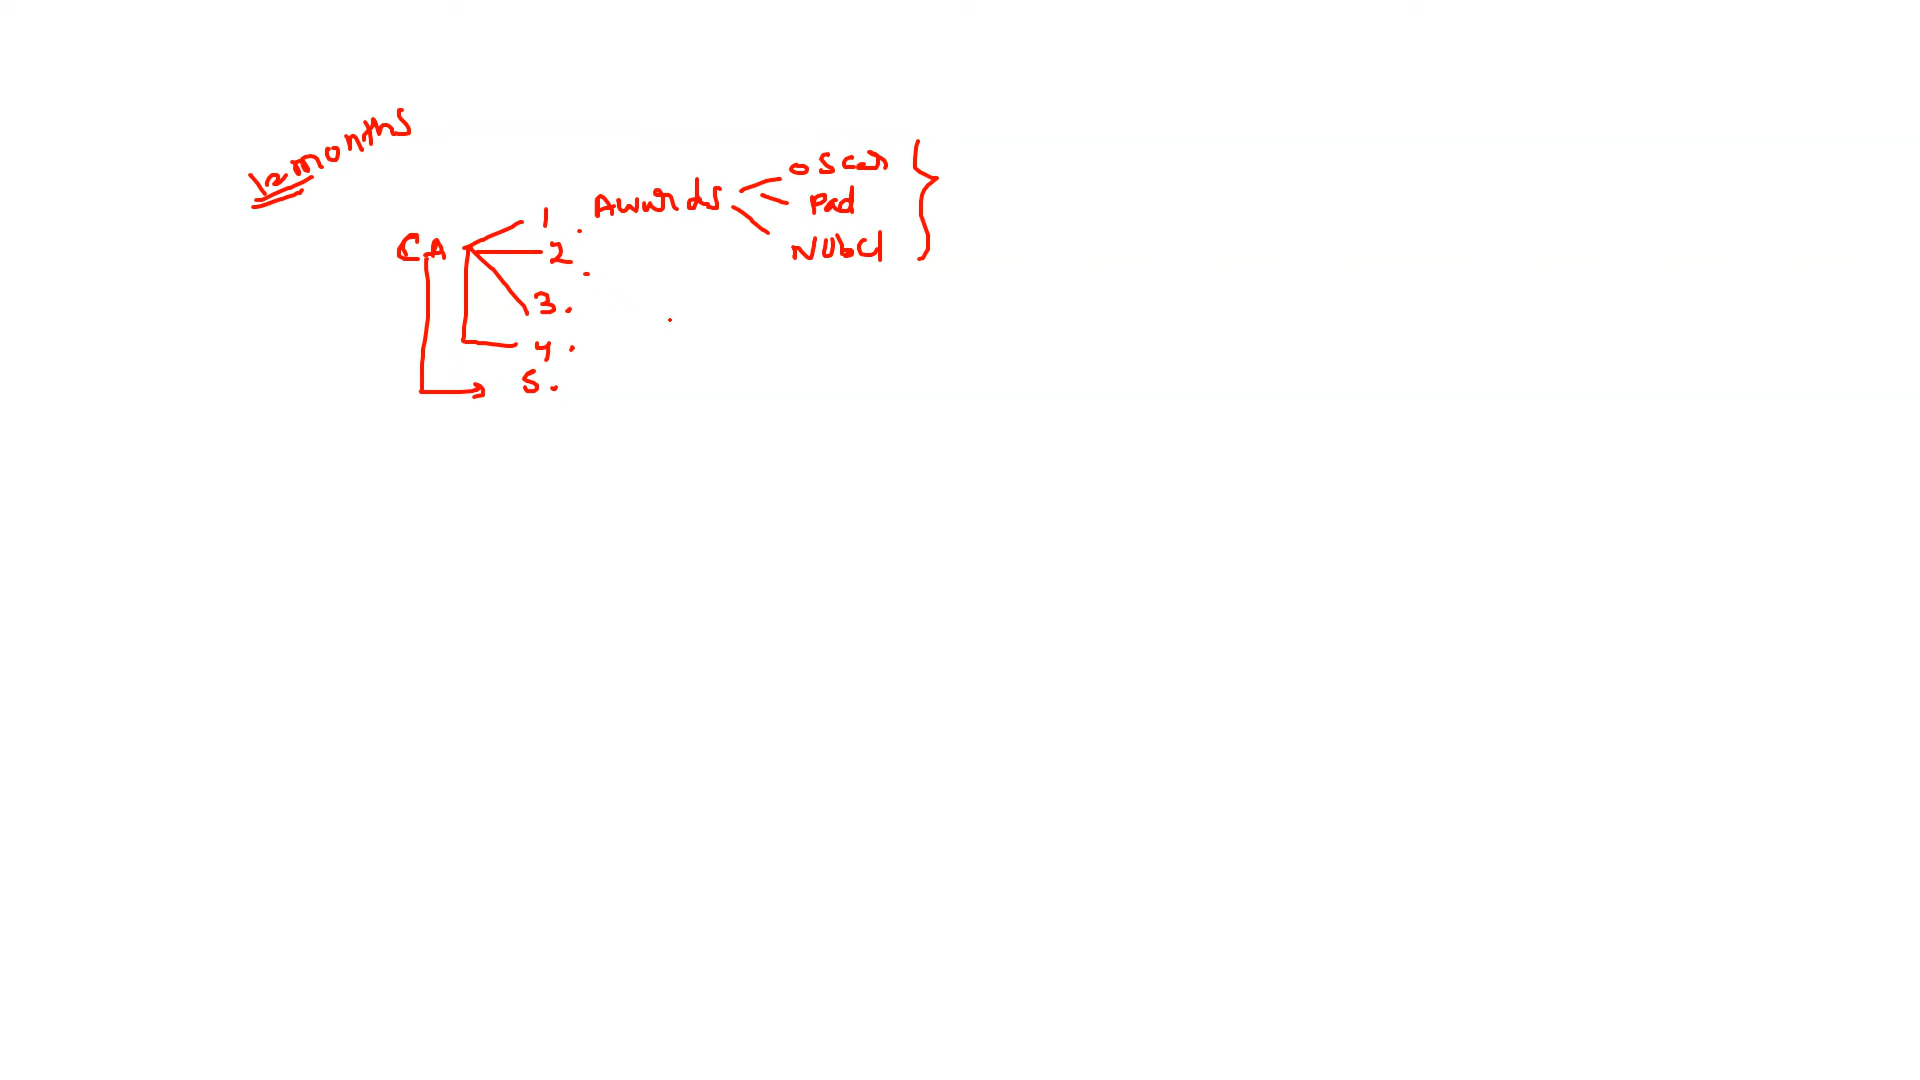 12 months
CA
1. Awards
oscar
Pad
Nobel
2.
3.
4.
5.